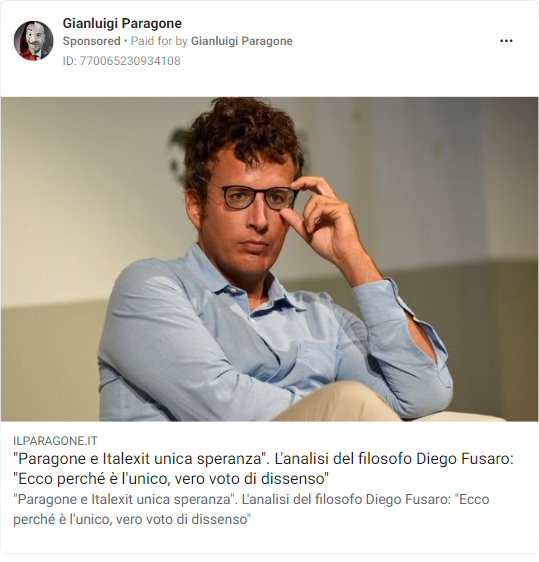 Gianluigi Paragone
Sponsored • Paid for by Gianluigi Paragone
ID: 770065230934108
ILPARAGONE.IT
"Paragone e Italexit unica speranza". L'analisi del filosofo Diego Fusaro:
"Ecco perché è l'unico, vero voto di dissenso"
"Paragone e Italexit unica speranza". L'analisi del filosofo Diego Fusaro: "Ecco
perché è l'unico, vero voto di dissenso"